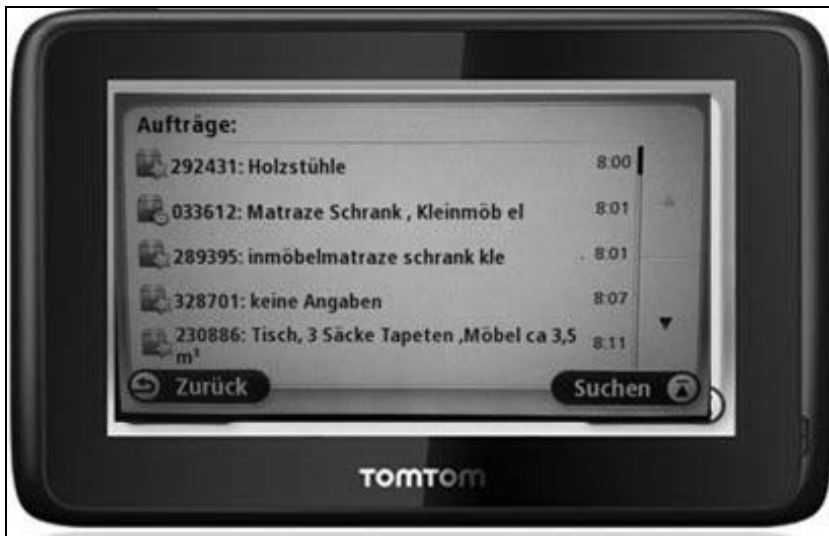 Aufträge:
292431: Holzstühle 8:00
033612: Matraze Schrank , Kleinmöb el 8:01
289395: inmöbelmatraze schrank kle 8:01
328701: keine Angaben 8:07
230886: Tisch, 3 Säcke Tapeten ,Möbel ca 3,5 8:11
m³
Zurück Suchen
TOMTOM